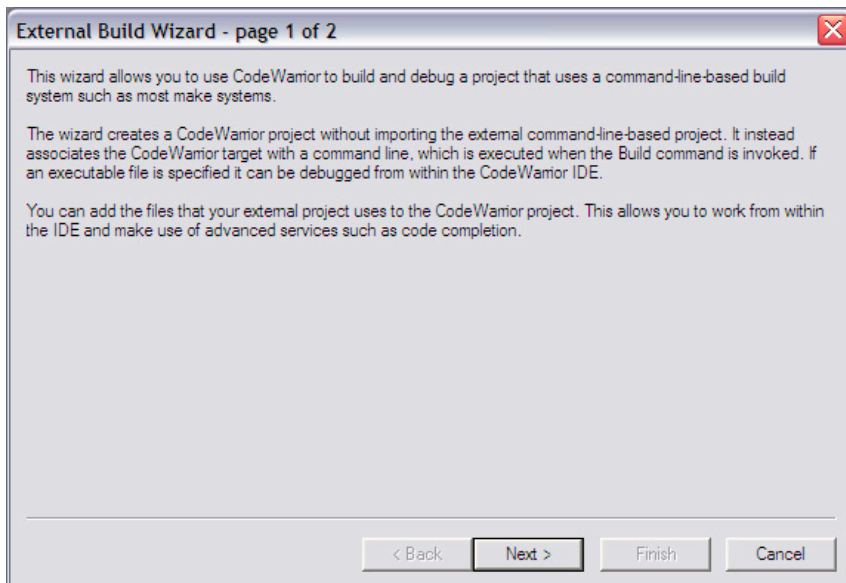 External Build Wizard - page 1 of 2
This wizard allows you to use CodeWarrior to build and debug a project that uses a command-line-based build
system such as most make systems.
The wizard creates a CodeWarrior project without importing the external command-line-based project. It instead
associates the CodeWarrior target with a command line, which is executed when the Build command is invoked. If
an executable file is specified it can be debugged from within the CodeWarrior IDE.
You can add the files that your external project uses to the CodeWarrior project. This allows you to work from within
the IDE and make use of advanced services such as code completion.
< Back
Next >
Finish
Cancel